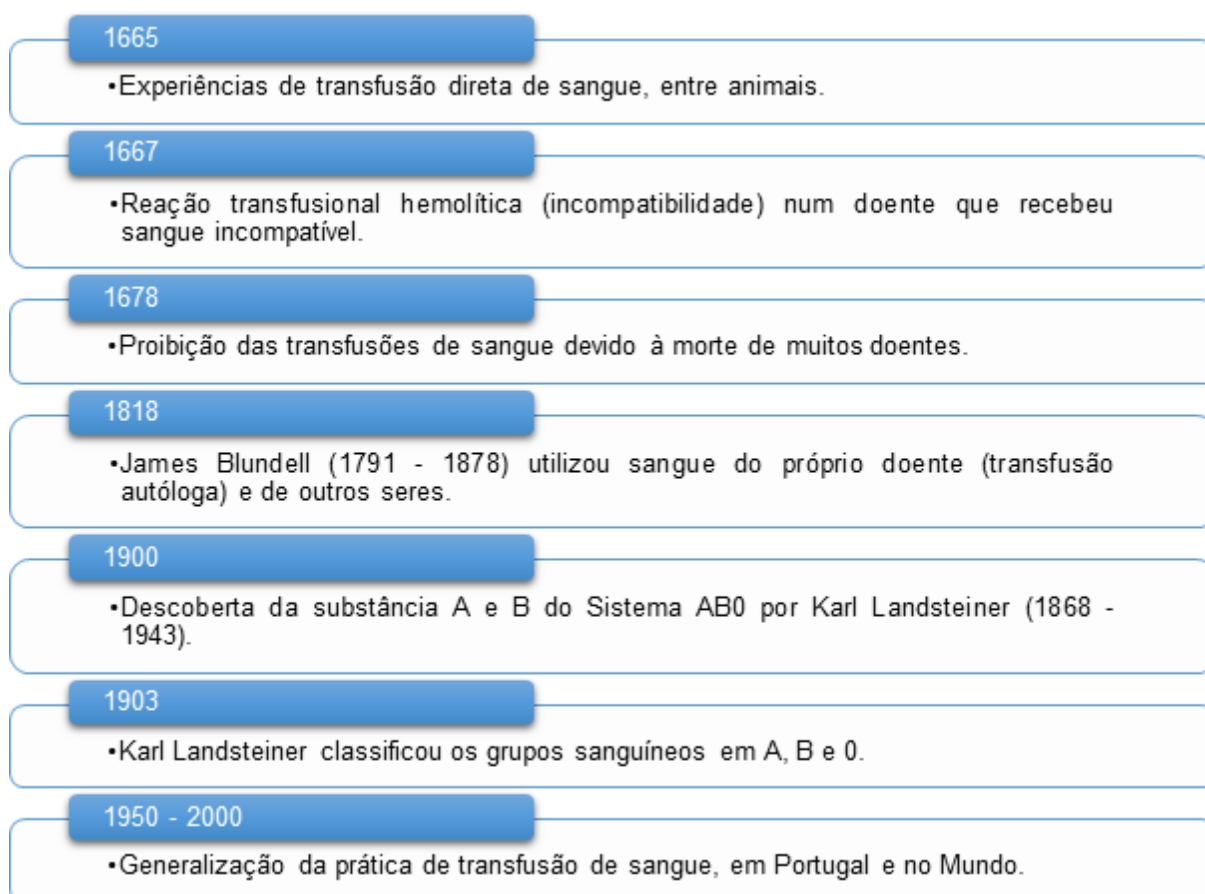 1665
•Experiências de transfusão direta de sangue, entre animais.
1667
•Reação transfusional hemolítica (incompatibilidade) num doente que recebeu
sangue incompatível.
1678
•Proibição das transfusões de sangue devido à morte de muitos doentes.
1818
•James Blundell (1791 - 1878) utilizou sangue do próprio doente (transfusão
autóloga) e de outros seres.
1900
•Descoberta da substância A e B do Sistema AB0 por Karl Landsteiner (1868 -
1943).
1903
•Karl Landsteiner classificou os grupos sanguíneos em A, B e 0.
1950 - 2000
•Generalização da prática de transfusão de sangue, em Portugal e no Mundo.